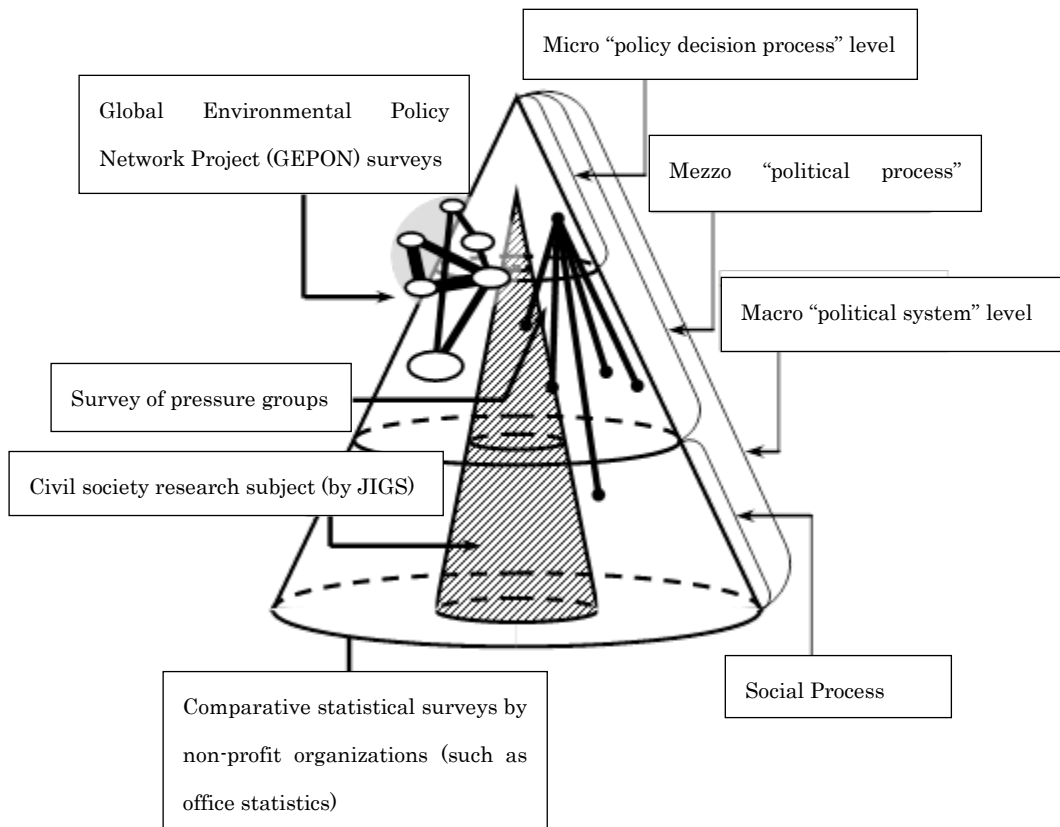 Micro “policy decision process” level
Global Environmental Policy
Network Project (GEPON) surveys
Mezzo “political process”
Macro “political system” level
Survey of pressure groups
Civil society research subject (by JIGS)
Social Process
Comparative statistical surveys by
non-profit organizations (such as
office statistics)